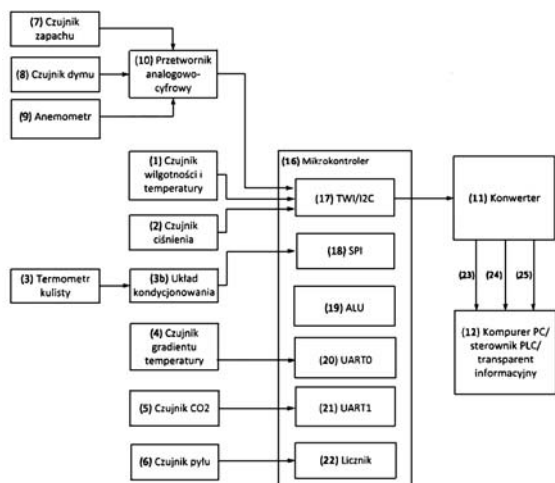 (7) Czujnik
zapachu
(8) Czujnik dymu
(9) Anemometr
(10) Przetwornik
analogowo-
cyfrowy
(1) Czujnik
wilgotności i
temperatury
(2) Czujnik
ciśnienia
(3) Termometr
kulisty
(3b) Układ
kondycjonowania
(4) Czujnik
gradientu
temperatury
(5) Czujnik CO2
(6) Czujnik pyłu
(16) Mikrokontroler
(17) TWI/I2C
(18) SPI
(19) ALU
(20) UART0
(21) UART1
(22) Licznik
(11) Konwerter
(23)
(24)
(25)
(12) Kompurer PC/
sterownik PLC/
transparent
informacyjny